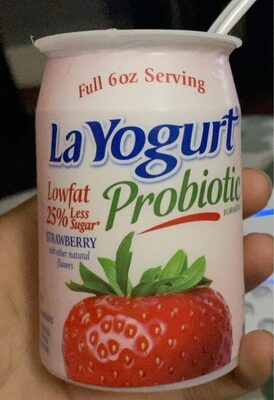 Full 6oz Serving
La Yogurt
Probiotic
Lowfat
25% Less
Sugar*
STRAWBERRY
with other natural
flavors